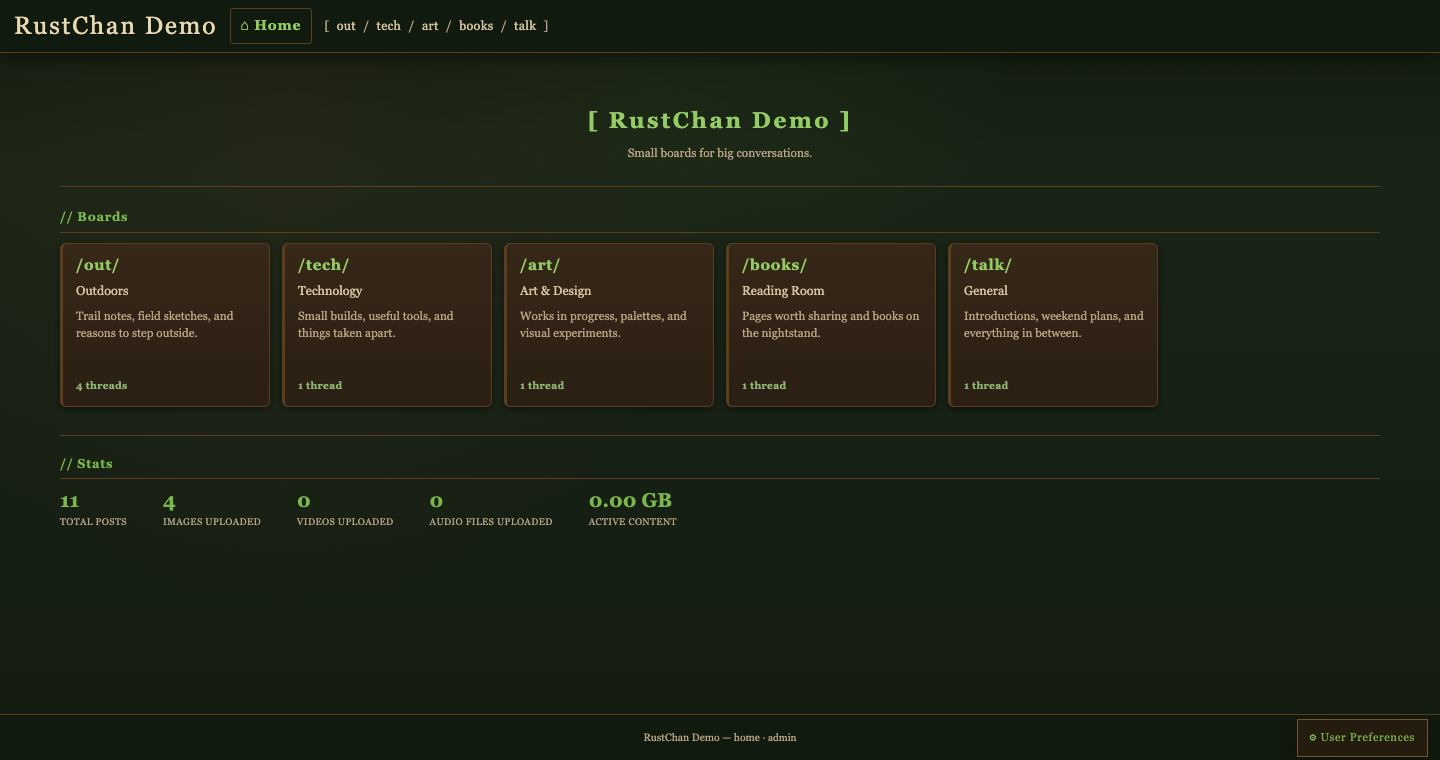 RustChan Demo ⌂ Home [ out / tech / art / books / talk ]
[ RustChan Demo ]
Small boards for big conversations.
// Boards
/out/
Outdoors
Trail notes, field sketches, and
reasons to step outside.
4 threads
/tech/
Technology
Small builds, useful tools, and
things taken apart.
1 thread
/art/
Art & Design
Works in progress, palettes, and
visual experiments.
1 thread
/books/
Reading Room
Pages worth sharing and books on
the nightstand.
1 thread
/talk/
General
Introductions, weekend plans, and
everything in between.
1 thread
// Stats
11
TOTAL POSTS
4
IMAGES UPLOADED
0
VIDEOS UPLOADED
0
AUDIO FILES UPLOADED
0.00 GB
ACTIVE CONTENT
RustChan Demo — home · admin
⚙ User Preferences